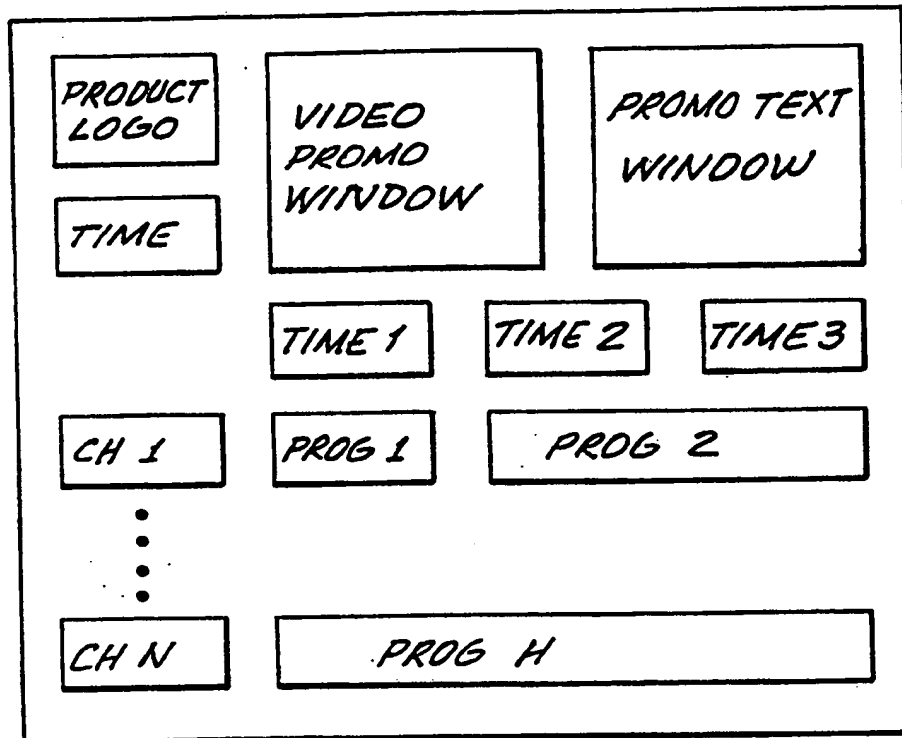 PRODUCT
LOGO
VIDEO
PROMO
WINDOW
PROMO TEXT
WINDOW
TIME
TIME 1
TIME 2
TIME 3
CH 1
PROG 1
PROG 2
CH N
PROG H